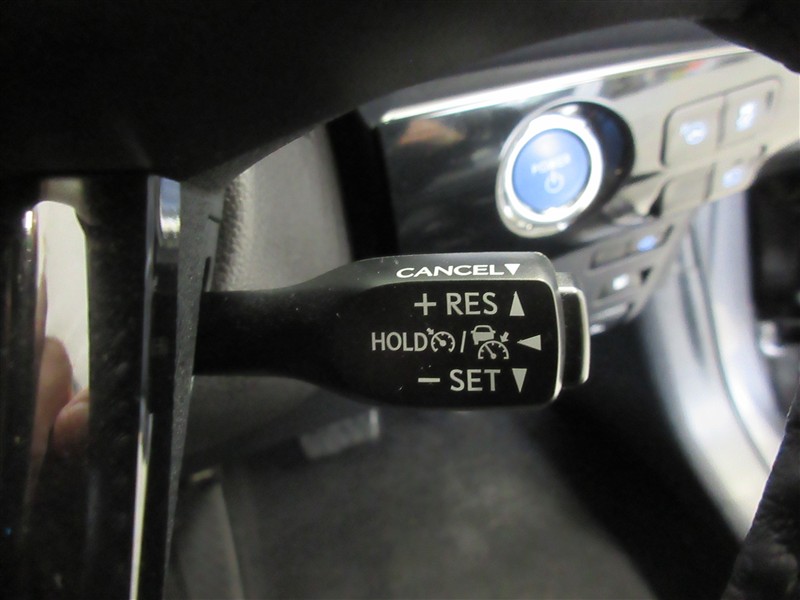 CANCEL▼
+ RES ▲
HOLD / ◀
− SET ▼
POWER